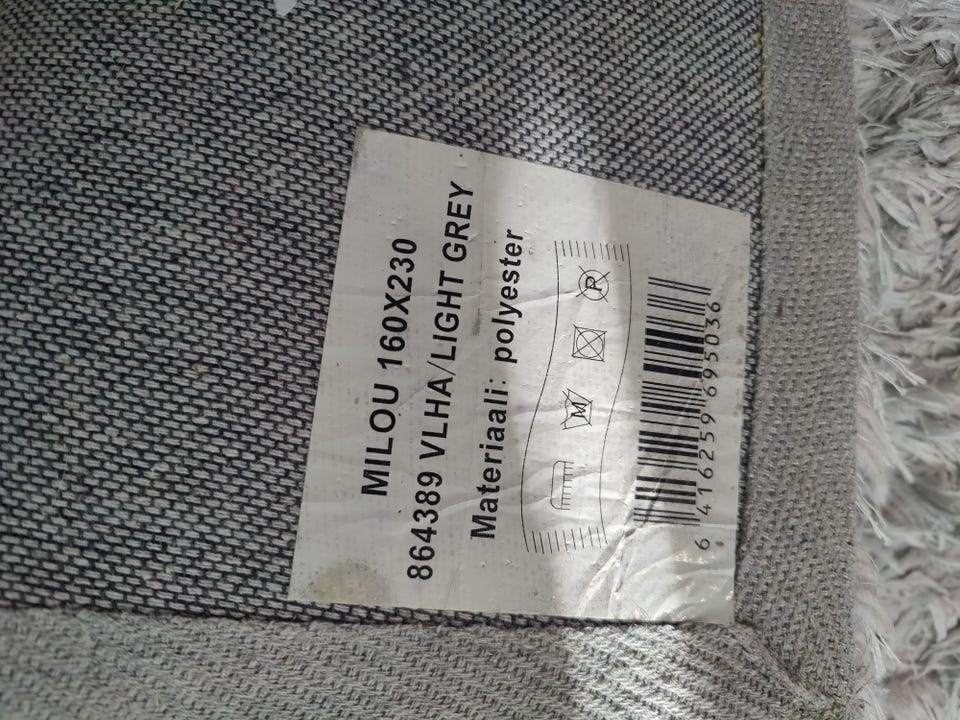 MILOU 160X230
864389 VLHA/LIGHT GREY
Materiaali: polyester
M P
6 416259 695036